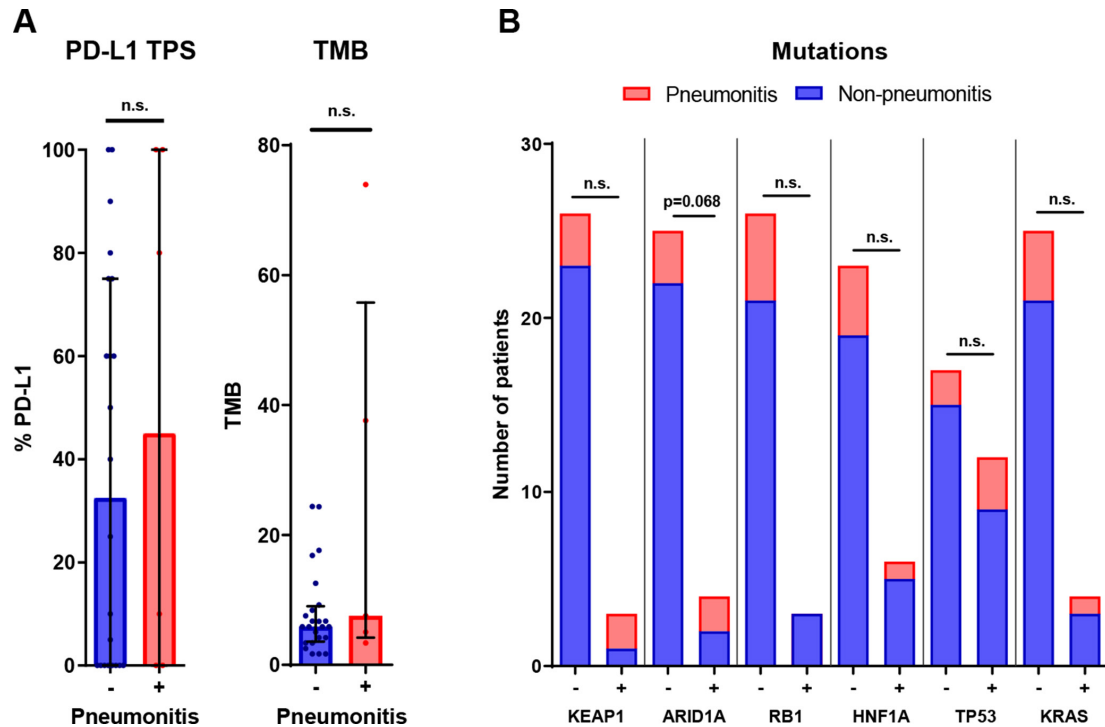 A
PD-L1 TPS
n.s.
% PD-L1
100
80
60
40
20
0
- +
Pneumonitis
TMB
n.s.
TMB
80
60
40
20
0
- +
Pneumonitis
B
Mutations
Pneumonitis Non-pneumonitis
Number of patients
30
20
10
0
n.s.
p=0.068
n.s.
n.s.
n.s.
n.s.
- + - + - + - + - + - +
KEAP1 ARID1A RB1 HNF1A TP53 KRAS